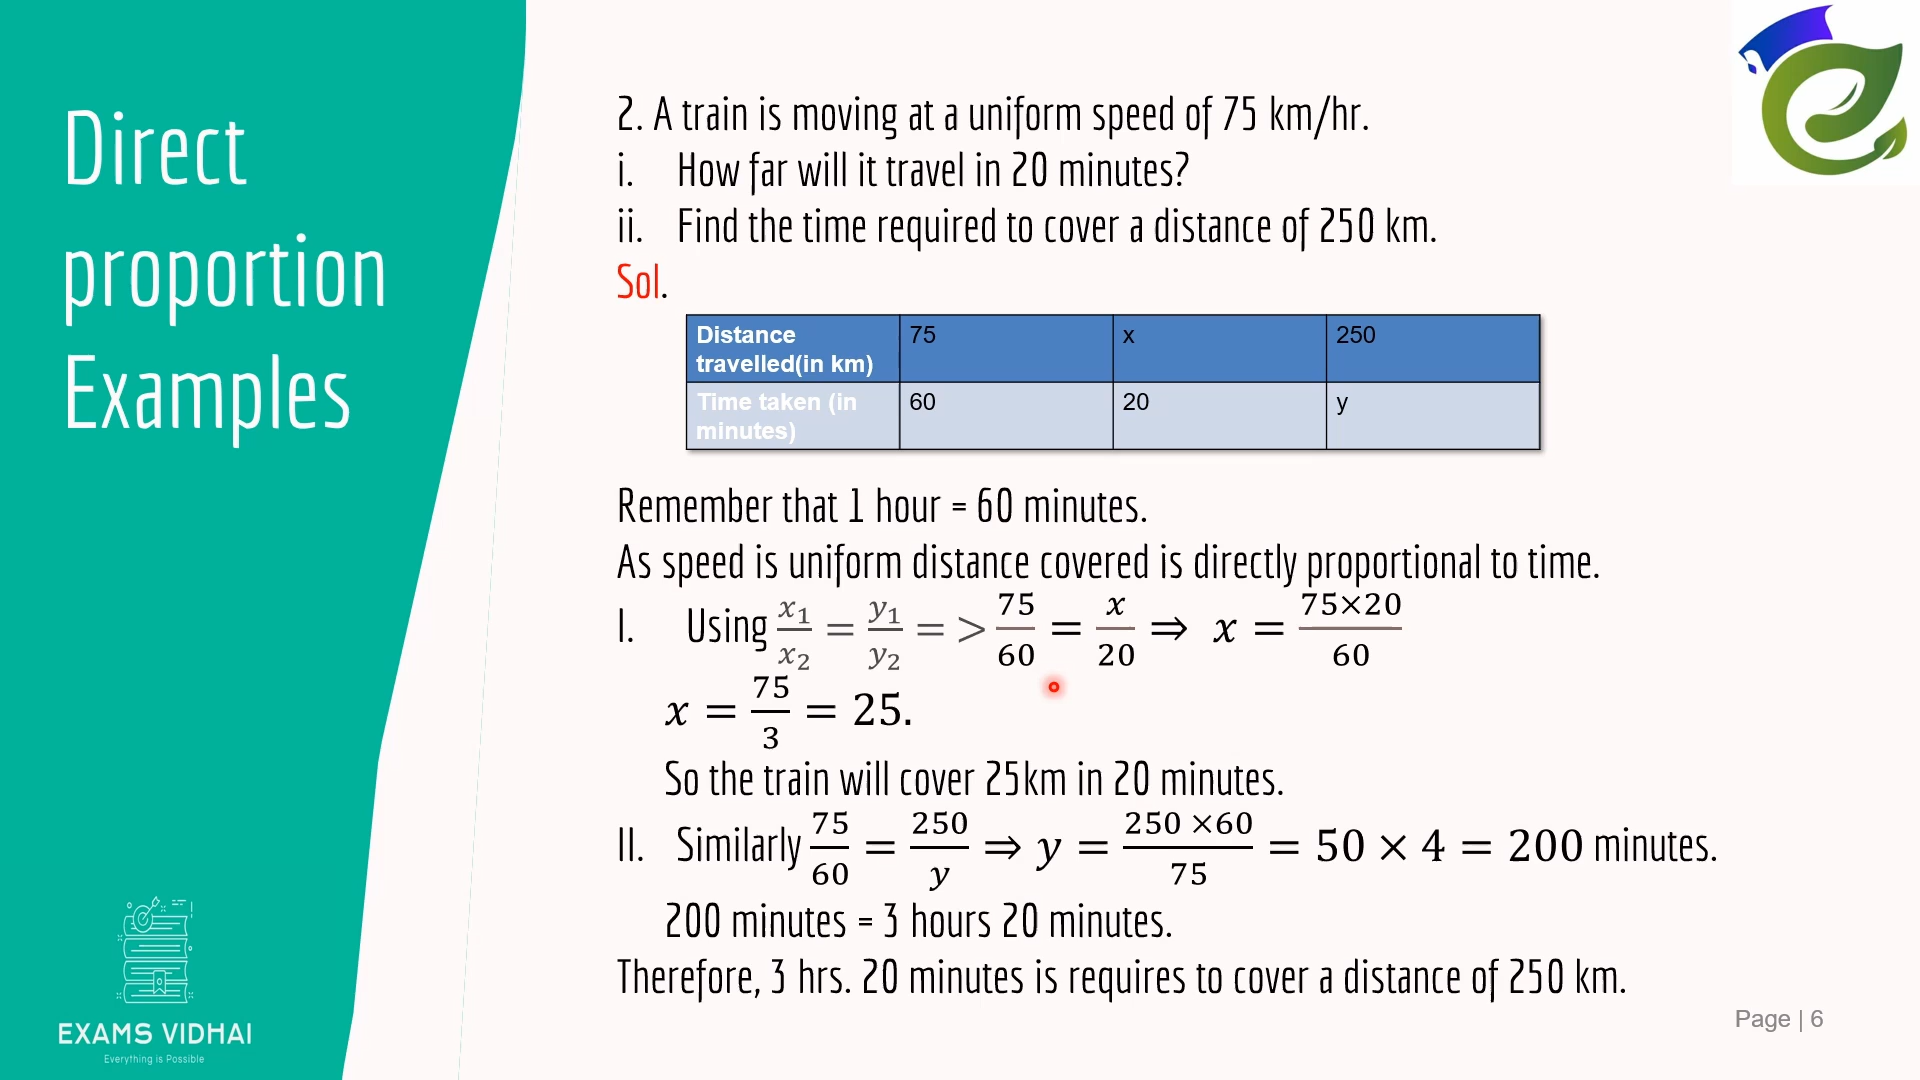 Direct
proportion
Examples
2. A train is moving at a uniform speed of 75 km/hr.
i. How far will it travel in 20 minutes?
ii. Find the time required to cover a distance of 250 km.
Sol.
Distance travelled(in km) 75 x 250
Time taken (in minutes) 60 20 y
Remember that 1 hour = 60 minutes.
As speed is uniform distance covered is directly proportional to time.
I. Using x₁/x₂ = y₁/y₂ => 75/60 = x/20 ⇒ x = 75×20/60
x = 75/3 = 25.
So the train will cover 25km in 20 minutes.
II. Similarly 75/60 = 250/y ⇒ y = 250 ×60/75 = 50 × 4 = 200 minutes.
200 minutes = 3 hours 20 minutes.
Therefore, 3 hrs. 20 minutes is requires to cover a distance of 250 km.
EXAMS VIDHAI
Everything is Possible
Page | 6